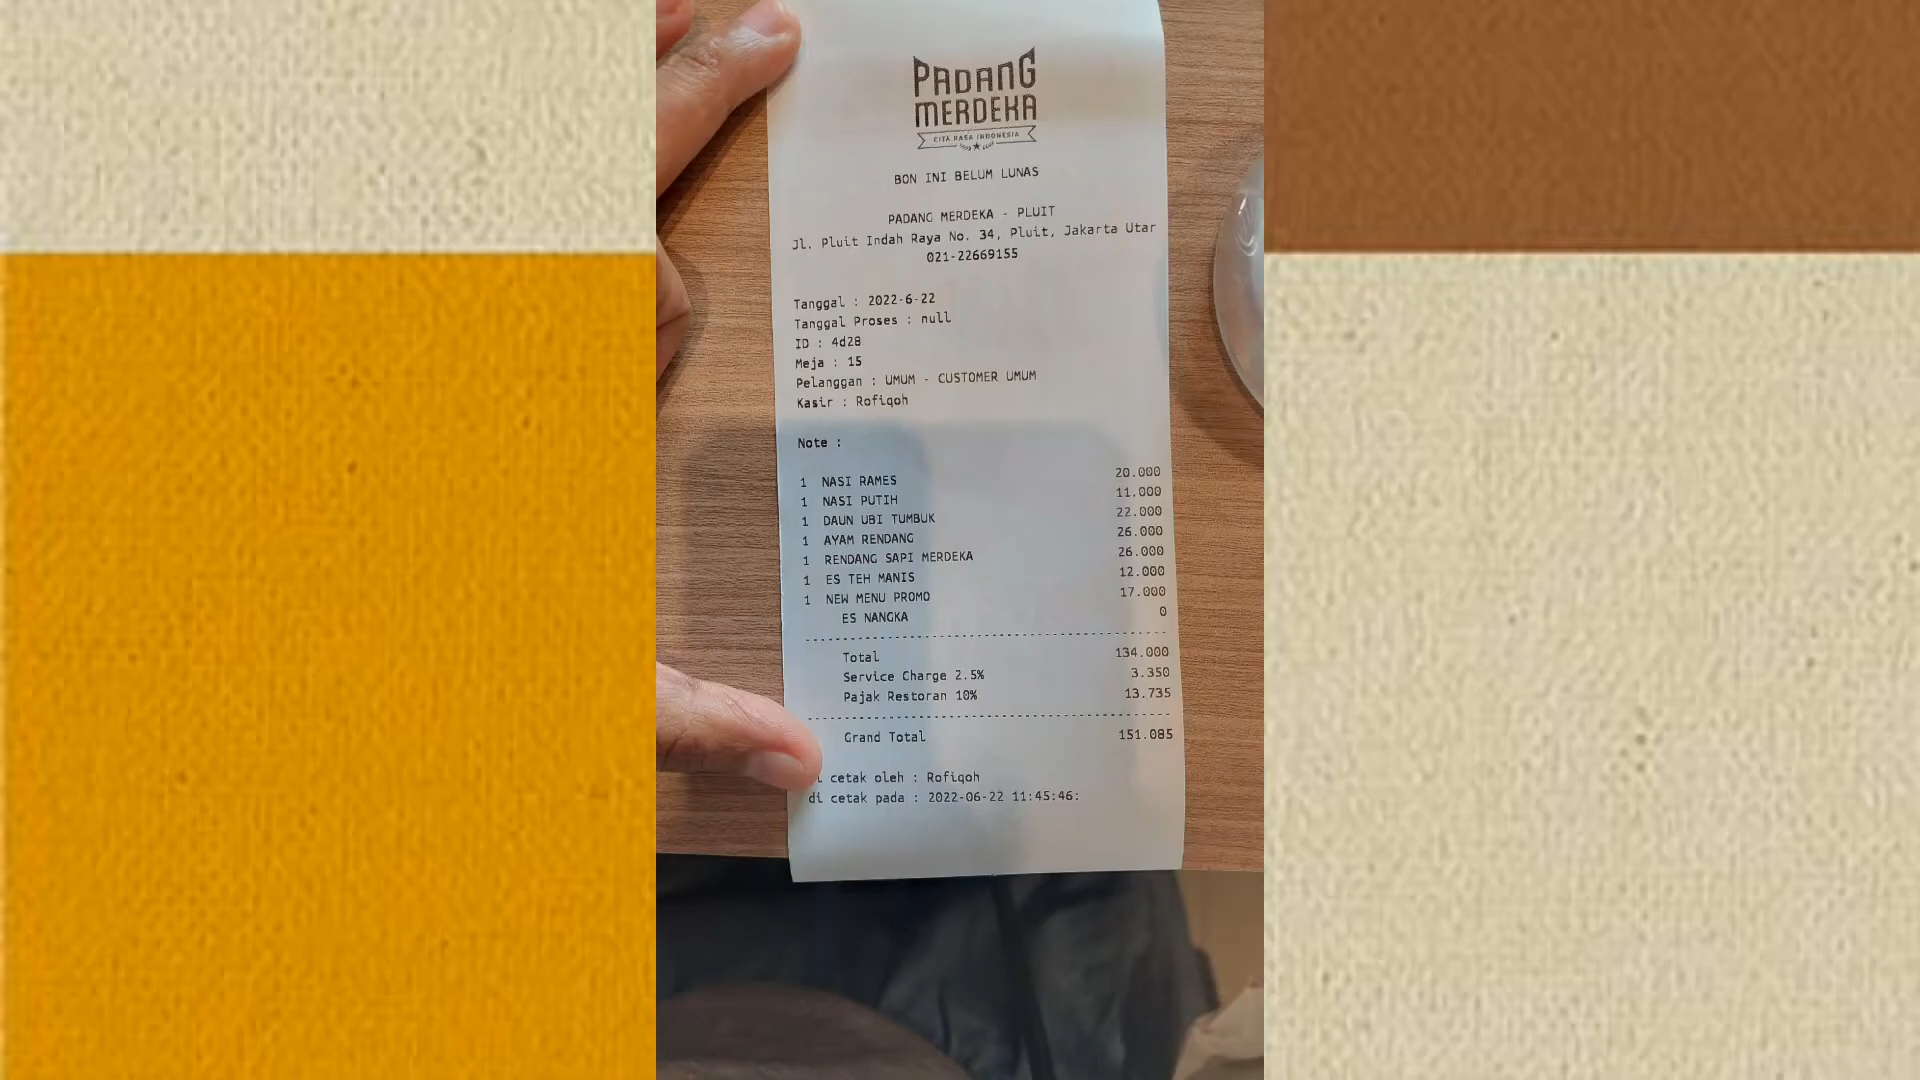 PADANG
MERDEKA
CITA RASA INDONESIA
BON INI BELUM LUNAS
PADANG MERDEKA - PLUIT
Jl. Pluit Indah Raya No. 34, Pluit, Jakarta Utar
021-22669155
Tanggal : 2022-6-22
Tanggal Proses : null
ID : 4d28
Meja : 15
Pelanggan : UMUM - CUSTOMER UMUM
Kasir : Rofiqoh
Note :
1 NASI RAMES 20.000
1 NASI PUTIH 11.000
1 DAUN UBI TUMBUK 22.000
1 AYAM RENDANG 26.000
1 RENDANG SAPI MERDEKA 26.000
1 ES TEH MANIS 12.000
1 NEW MENU PROMO 17.000
ES NANGKA 0
Total 134.000
Service Charge 2.5% 3.350
Pajak Restoran 10% 13.735
Grand Total 151.085
cetak oleh : Rofiqoh
di cetak pada : 2022-06-22 11:45:46: